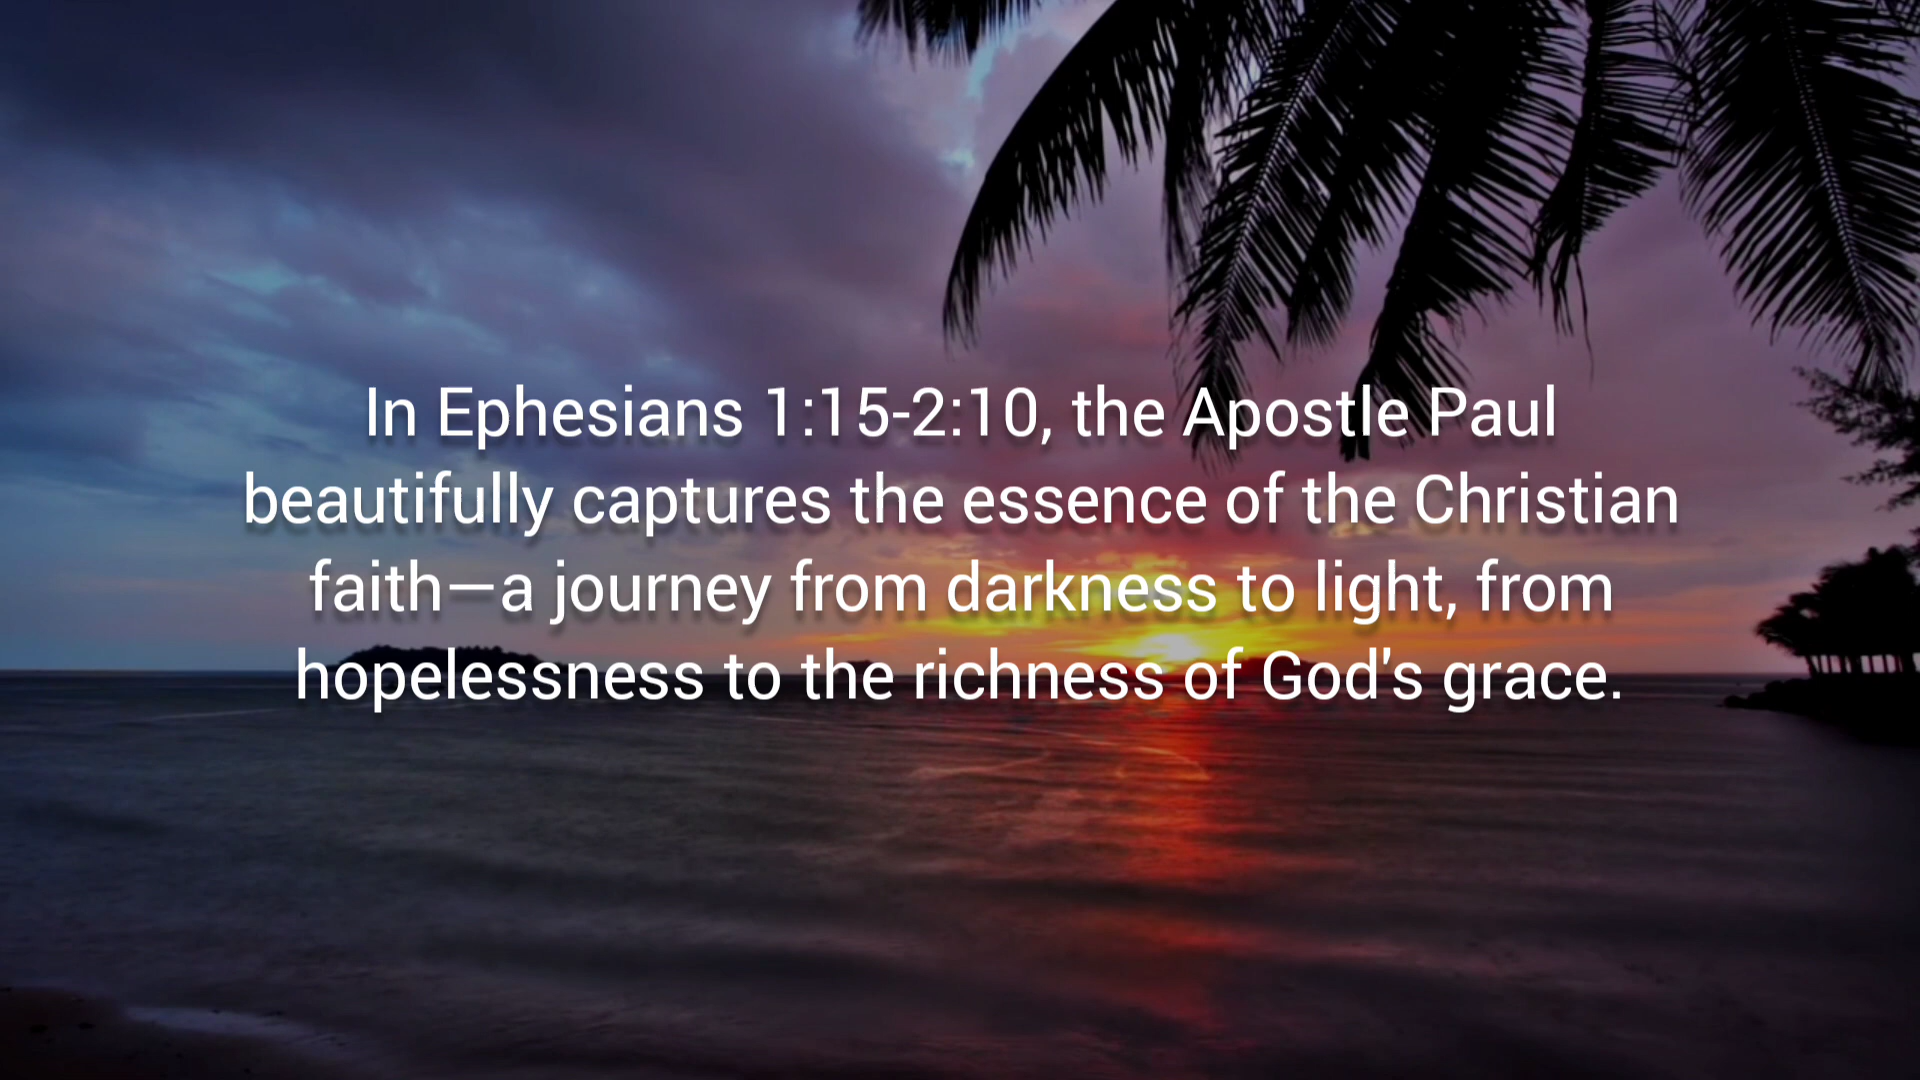 In Ephesians 1:15-2:10, the Apostle Paul
beautifully captures the essence of the Christian
faith—a journey from darkness to light, from
hopelessness to the richness of God's grace.